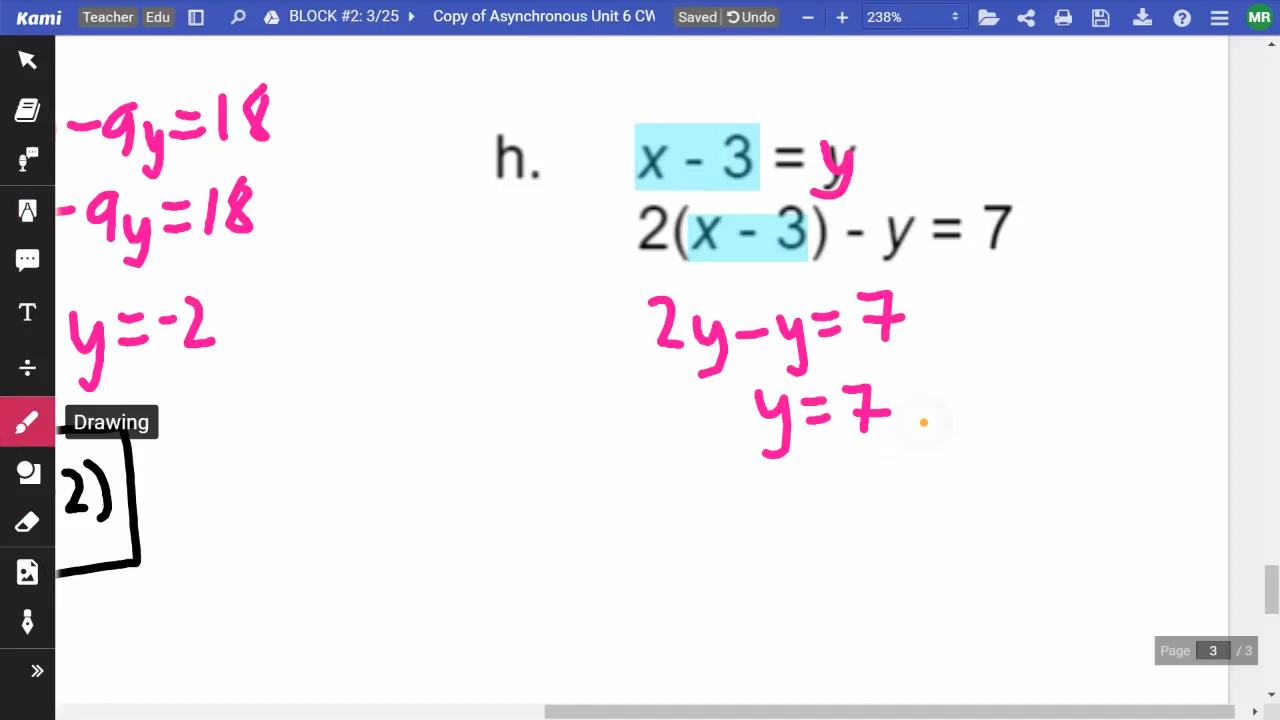 Kami Teacher Edu BLOCK #2: 3/25 Copy of Asynchronous Unit 6 CW Saved Undo 238% MR
-9y=18
-9y=18
y=-2
Drawing
2)
h. x - 3 = y
2(x - 3) - y = 7
2y-y=7
y=7
Page 3 / 3